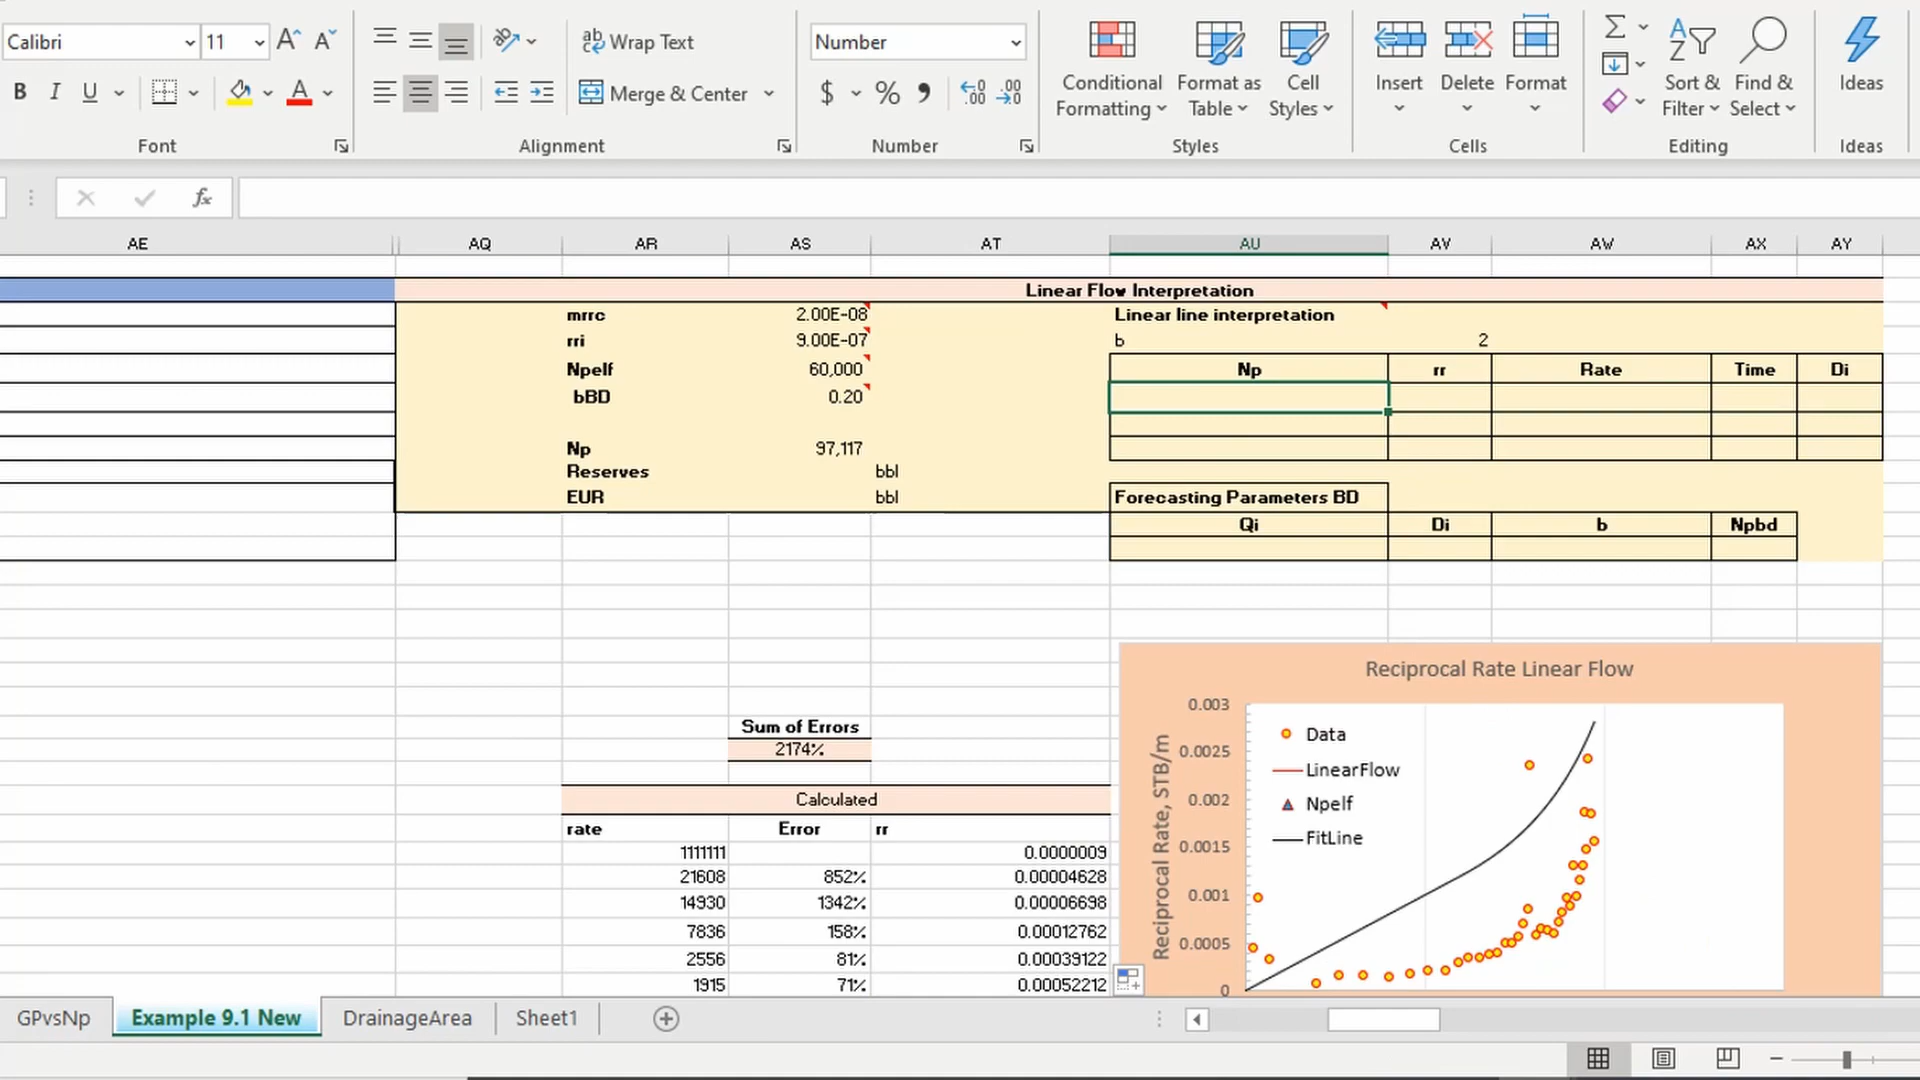 Calibri 11 A^ Aˇ ab Wrap Text Number Conditional Formatting Format as Table Cell Styles Insert Delete Format Sort & Filter Find & Select Ideas
B I U A Merge & Center $ % , .00 .00
Font Alignment Number Styles Cells Editing Ideas
fx
AE AQ AR AS AT AU AV AW AX AY
Linear Flow Interpretation
mrrc 2.00E-08 Linear line interpretation
rri 9.00E-07 b 2
Npelf 60,000 Np rr Rate Time Di
bBD 0.20
Np 97,117
Reserves bbl
EUR bbl Forecasting Parameters BD
Qi Di b Npbd
Reciprocal Rate Linear Flow
Sum of Errors
2174%
Calculated
rate Error rr
1111111 0.0000009
21608 852% 0.00004628
14930 1342% 0.00006698
7836 158% 0.00012762
2556 81% 0.00039122
1915 71% 0.00052212
Reciprocal Rate, STB/m
0.003
0.0025
0.002
0.0015
0.001
0.0005
0
Data
LinearFlow
Npelf
FitLine
GPvsNp Example 9.1 New DrainageArea Sheet1